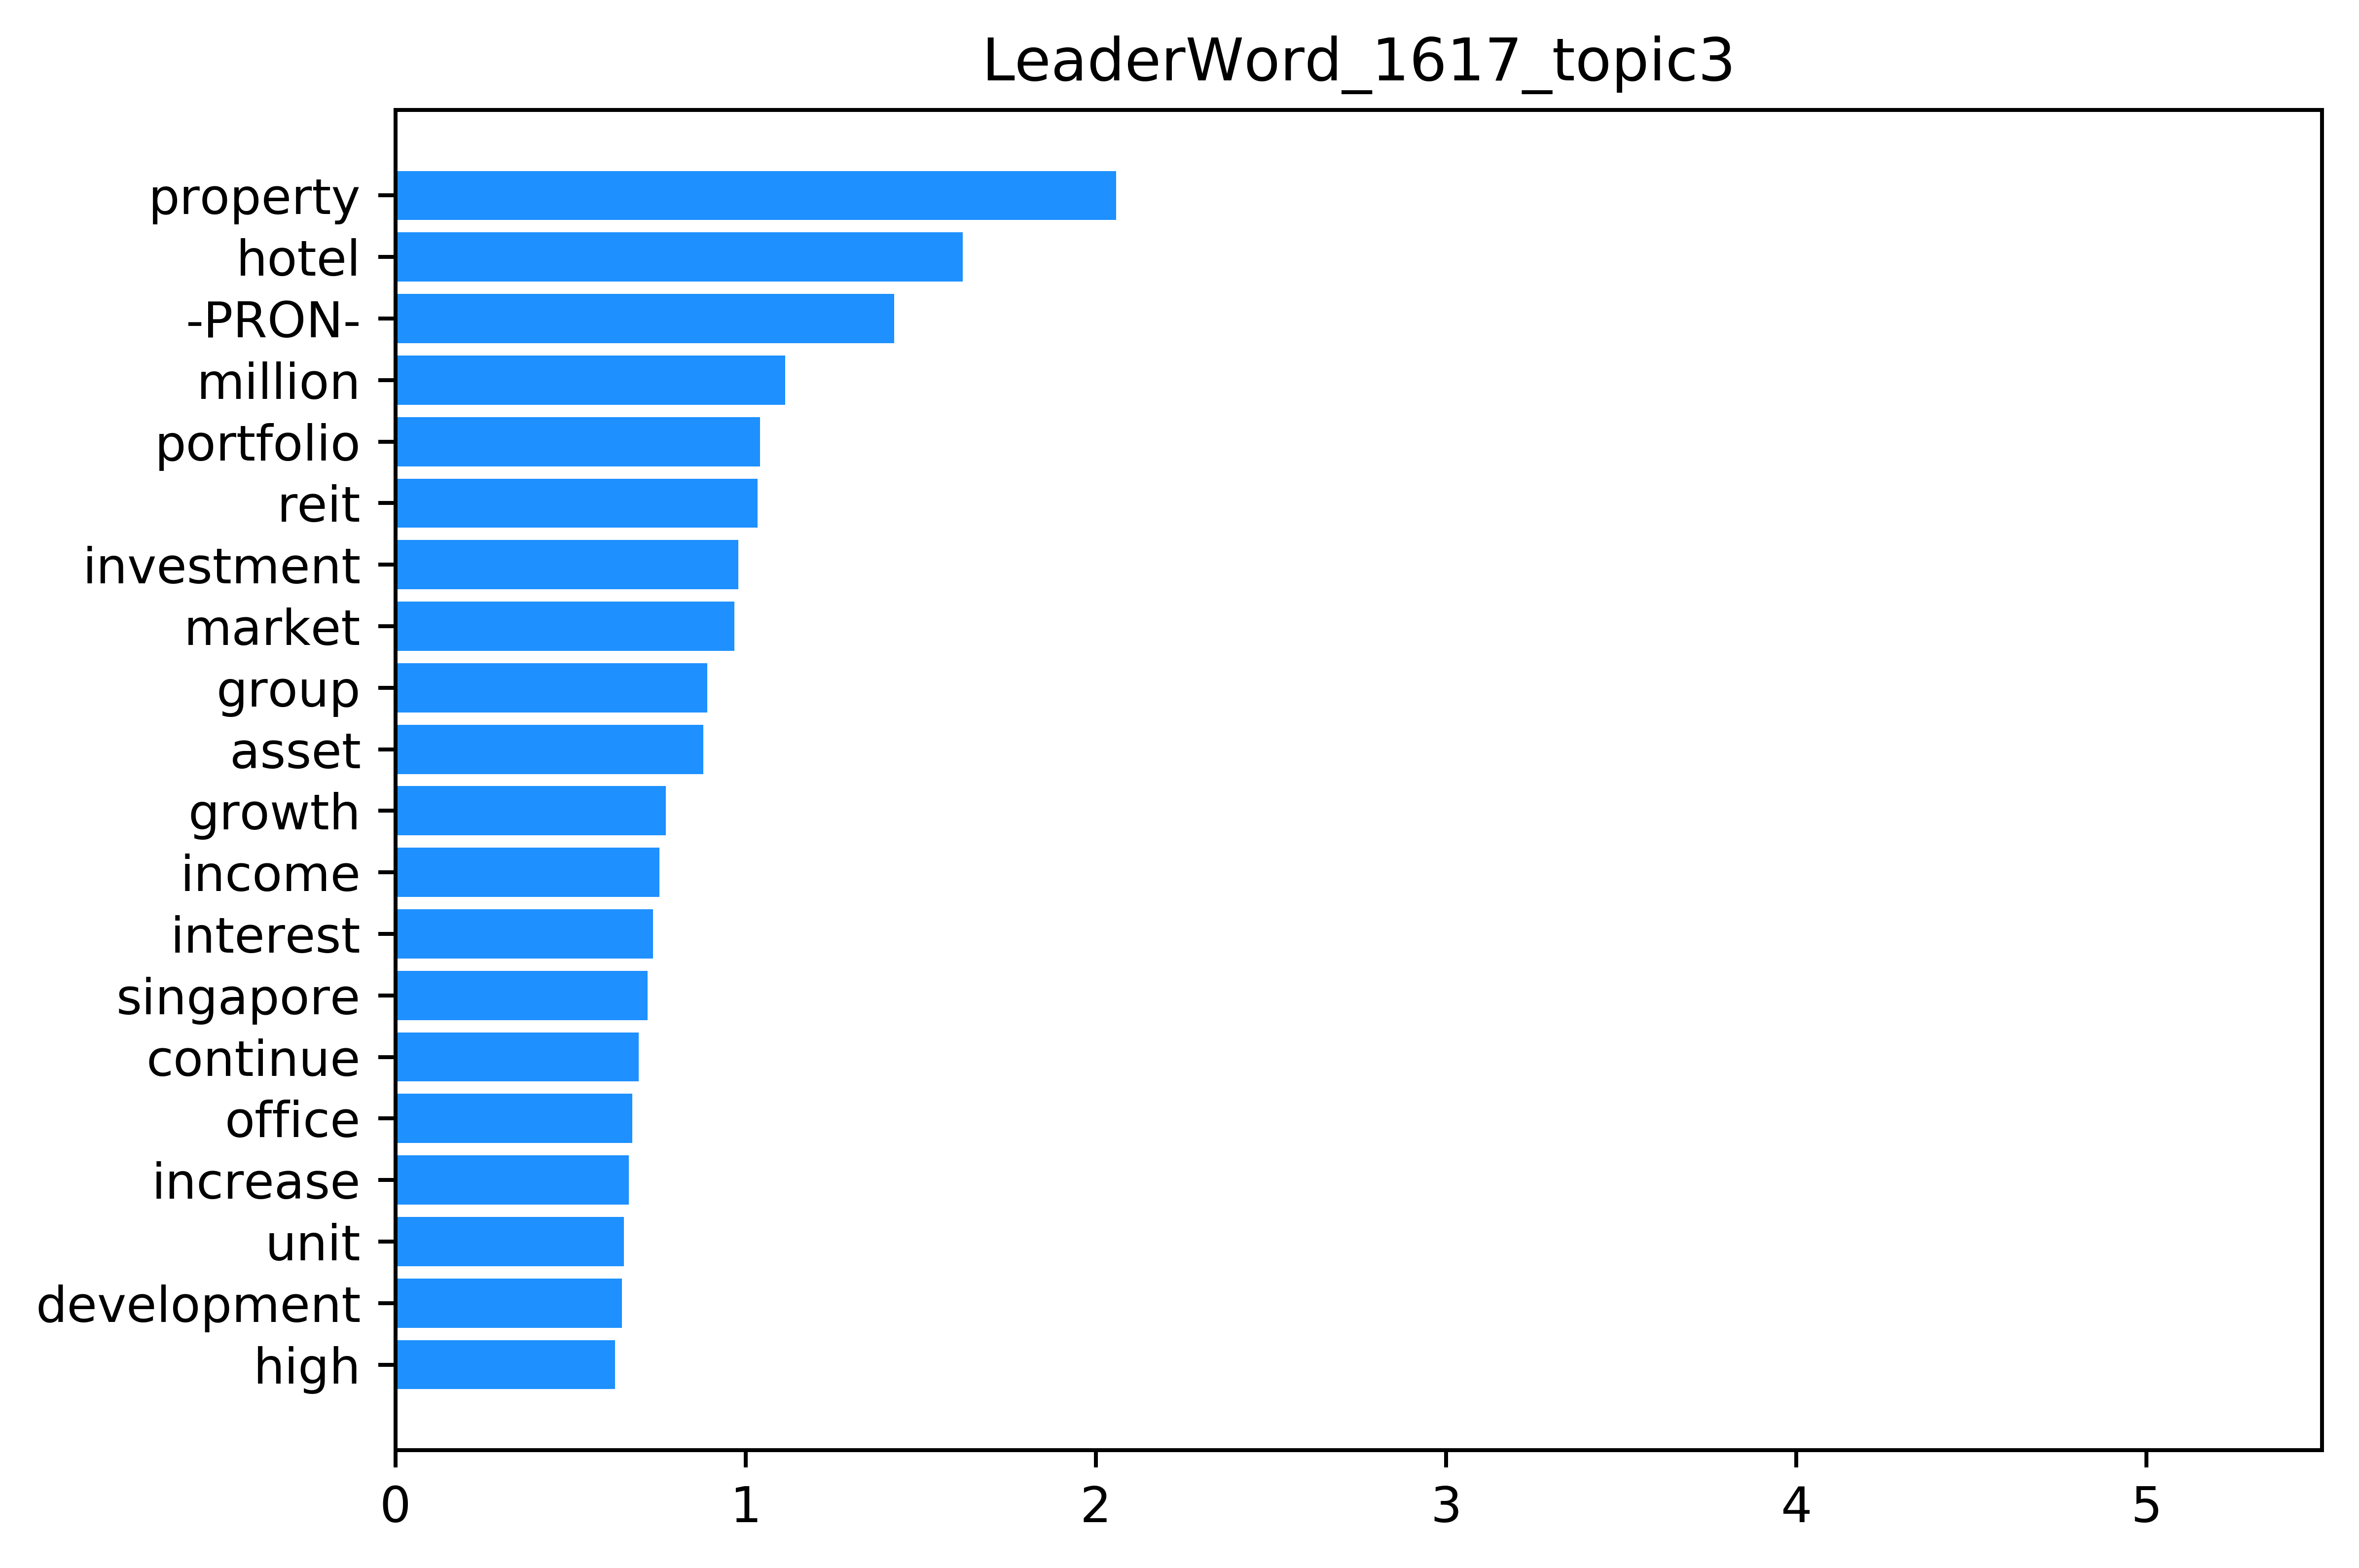 LeaderWord_1617_topic3
property
hotel
-PRON-
million
portfolio
reit
investment
market
group
asset
growth
income
interest
singapore
continue
office
increase
unit
development
high
0 1 2 3 4 5